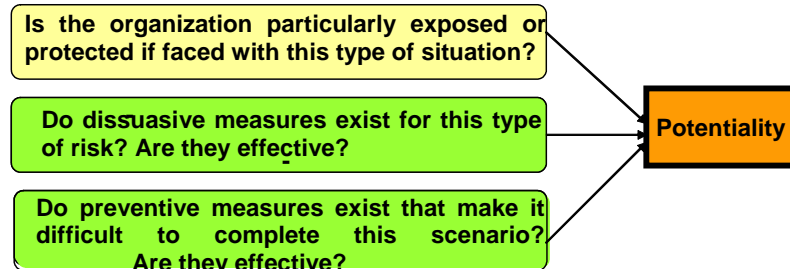 Is the organization particularly exposed or
protected if faced with this type of situation?
Do dissuasive measures exist for this type
of risk? Are they effective?
Potentiality
Do preventive measures exist that make it
difficult to complete this scenario?
Are they effective?